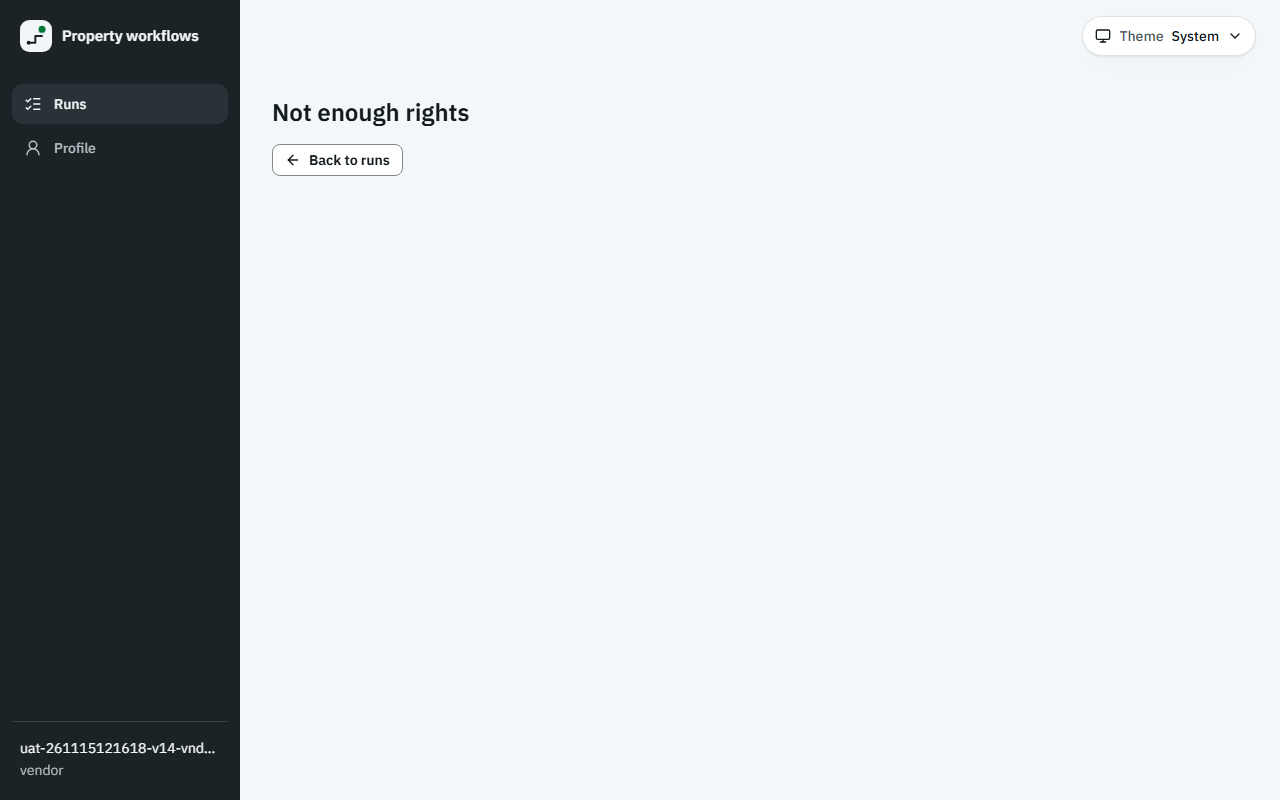 Property workflows
Theme System
Runs
Profile
Not enough rights
Back to runs
uat-261115121618-v14-vnd...
vendor